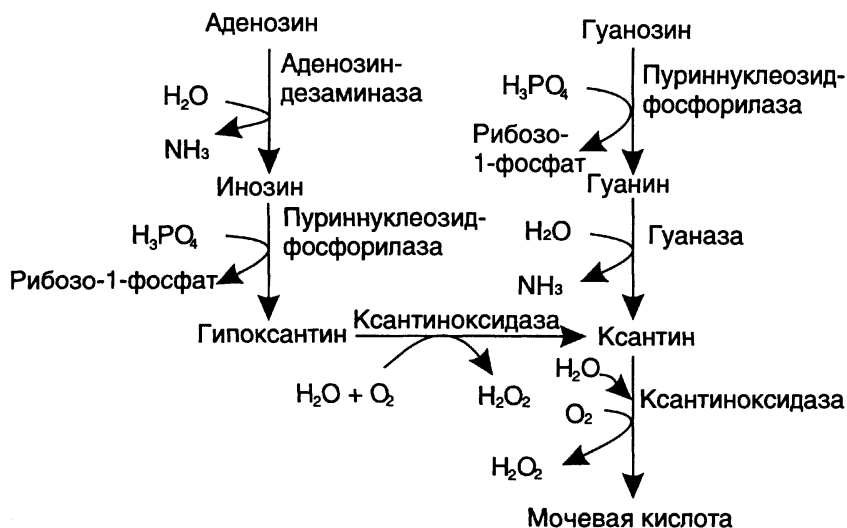 Аденозин
Аденозин-
дезаминаза
H₂O
NH₃
Инозин
H₃PO₄
Пуриннуклеозид-
фосфорилаза
Рибозо-1-фосфат
Гипоксантин
Ксантиноксидаза
H₂O + O₂
H₂O₂
Гуанозин
H₃PO₄
Пуриннуклеозид-
фосфорилаза
Рибозо-
1-фосфат
Гуанин
H₂O
Гуаназа
NH₃
Ксантин
H₂O
O₂
Ксантиноксидаза
H₂O₂
Мочевая кислота